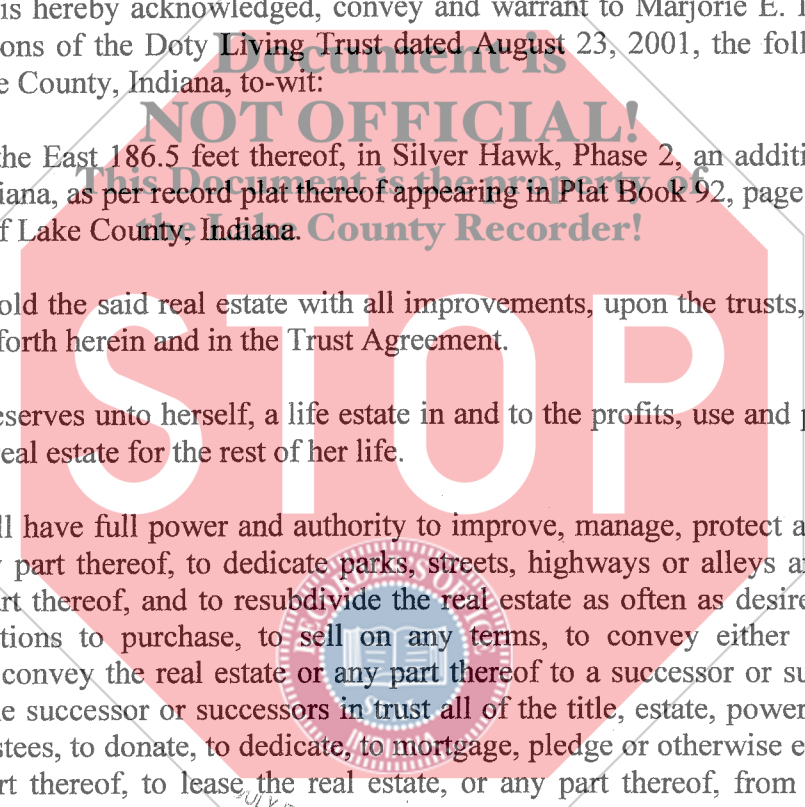 is hereby acknowledged, convey and warrant to Marjorie E.
ons of the Doty Living Trust dated August 23, 2001, the foll
Document is
e County, Indiana, to-wit:
NOT OFFICIAL!
the East 186.5 feet thereof, in Silver Hawk, Phase 2, an additi
This Document is the property of
iana, as per record plat thereof appearing in Plat Book 92, page
the Lake County Recorder!
f Lake County, Indiana.
old the said real estate with all improvements, upon the trusts,
forth herein and in the Trust Agreement.
STOP
eserves unto herself, a life estate in and to the profits, use and p
eal estate for the rest of her life.
ll have full power and authority to improve, manage, protect a
part thereof, to dedicate parks, streets, highways or alleys a
rt thereof, and to resubdivide the real estate as often as desire
tions to purchase, to sell on any terms, to convey either
convey the real estate or any part thereof to a successor or su
e successor or successors in trust all of the title, estate, power
stees, to donate, to dedicate, to mortgage, pledge or otherwise e
rt thereof, to lease the real estate, or any part thereof, from
RECORDER'S OFFICE
SEAL